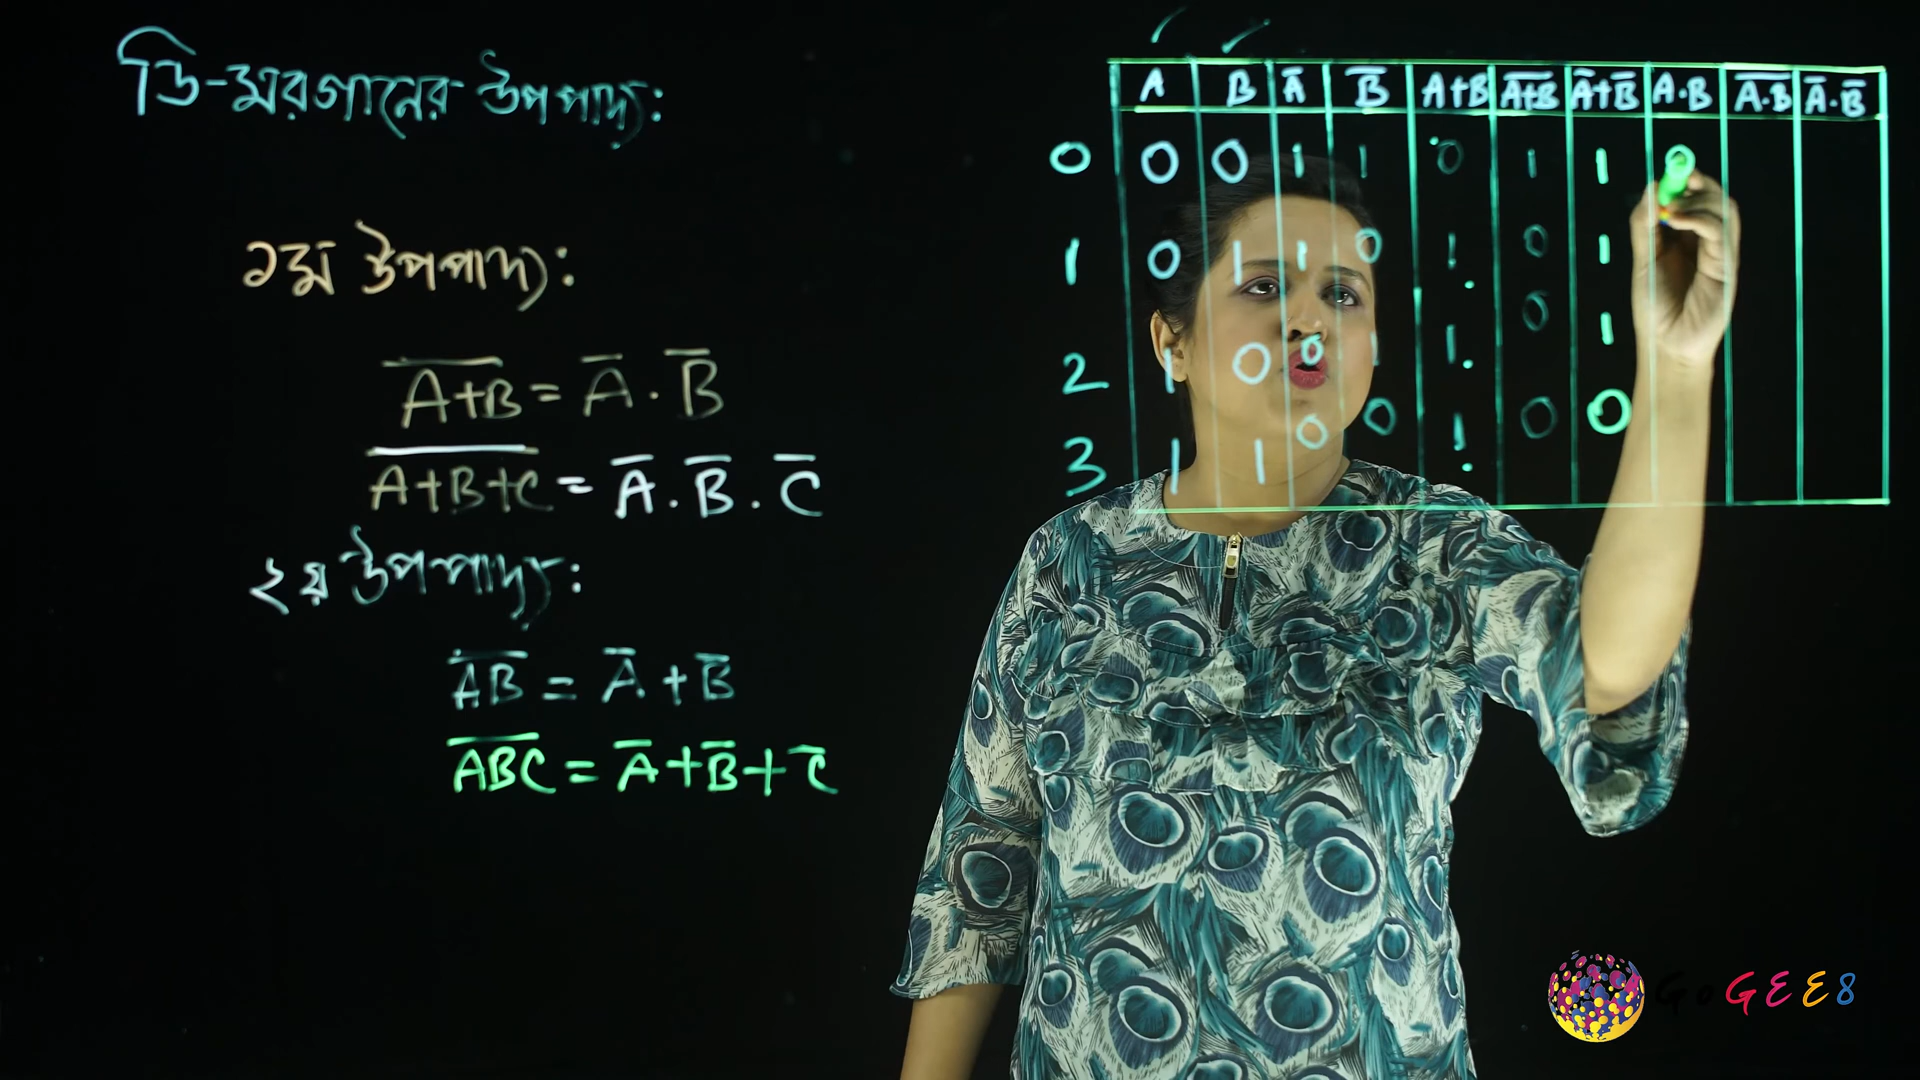 ডি-মরগানের উপপাদ্য:
১ম উপপাদ্য:
A̅+̅B̅ = A̅ . B̅
A̅+̅B̅+̅C̅ = A̅ . B̅ . C̅
২য় উপপাদ্য:
A̅B̅ = A̅ + B̅
A̅B̅C̅ = A̅ + B̅ + C̅
A B A̅ B̅ A+B A̅+̅B̅ A̅+B̅ A.B A̅.̅B̅ A̅.B̅
0 0 0 1 1 0 1 1 0
1 0 1 1 0 1 0 1
2 1 0 0 1 1 0 1
3 1 1 0 0 1 0 0
GoGEE8